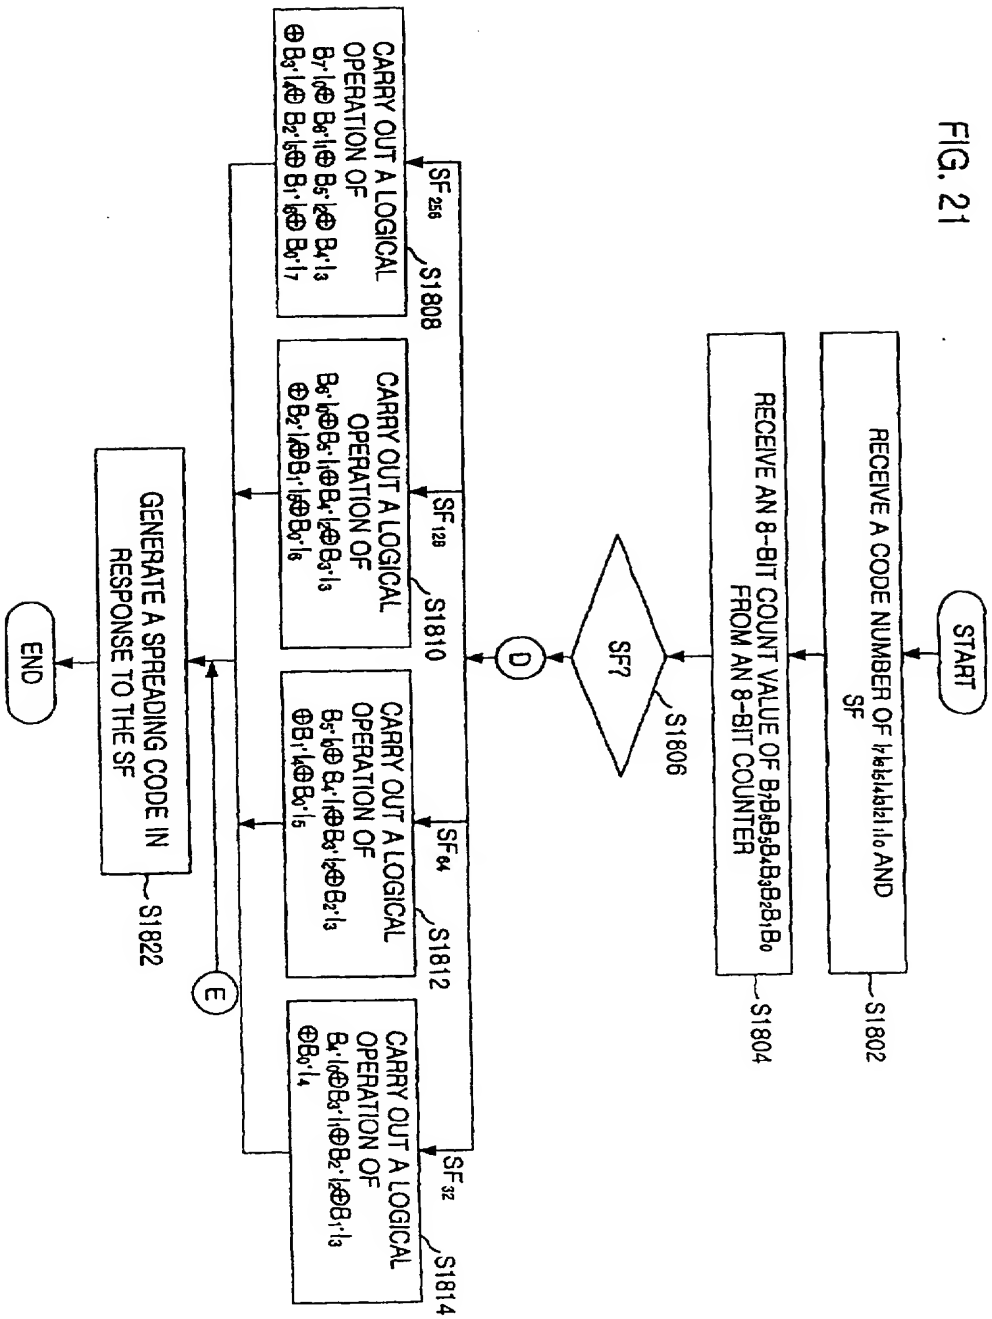 FIG. 21
START
RECEIVE A CODE NUMBER OF I₇I₆I₅I₄I₃I₂I₁I₀ AND
SF
S1802
RECEIVE AN 8-BIT COUNT VALUE OF B₇B₆B₅B₄B₃B₂B₁B₀
FROM AN 8-BIT COUNTER
S1804
SF?
S1806
D
SF₂₅₆
S1808
CARRY OUT A LOGICAL
OPERATION OF
B₇·I₀⊕B₆·I₁⊕B₅·I₂⊕B₄·I₃
⊕B₃·I₄⊕B₂·I₅⊕B₁·I₆⊕B₀·I₇
SF₁₂₈
S1810
CARRY OUT A LOGICAL
OPERATION OF
B₆·I₀⊕B₅·I₁⊕B₄·I₂⊕B₃·I₃
⊕B₂·I₄⊕B₁·I₅⊕B₀·I₆
SF₆₄
S1812
CARRY OUT A LOGICAL
OPERATION OF
B₅·I₀⊕B₄·I₁⊕B₃·I₂⊕B₂·I₃
⊕B₁·I₄⊕B₀·I₅
SF₃₂
S1814
CARRY OUT A LOGICAL
OPERATION OF
B₄·I₀⊕B₃·I₁⊕B₂·I₂⊕B₁·I₃
⊕B₀·I₄
E
GENERATE A SPREADING CODE IN
RESPONSE TO THE SF
S1822
END